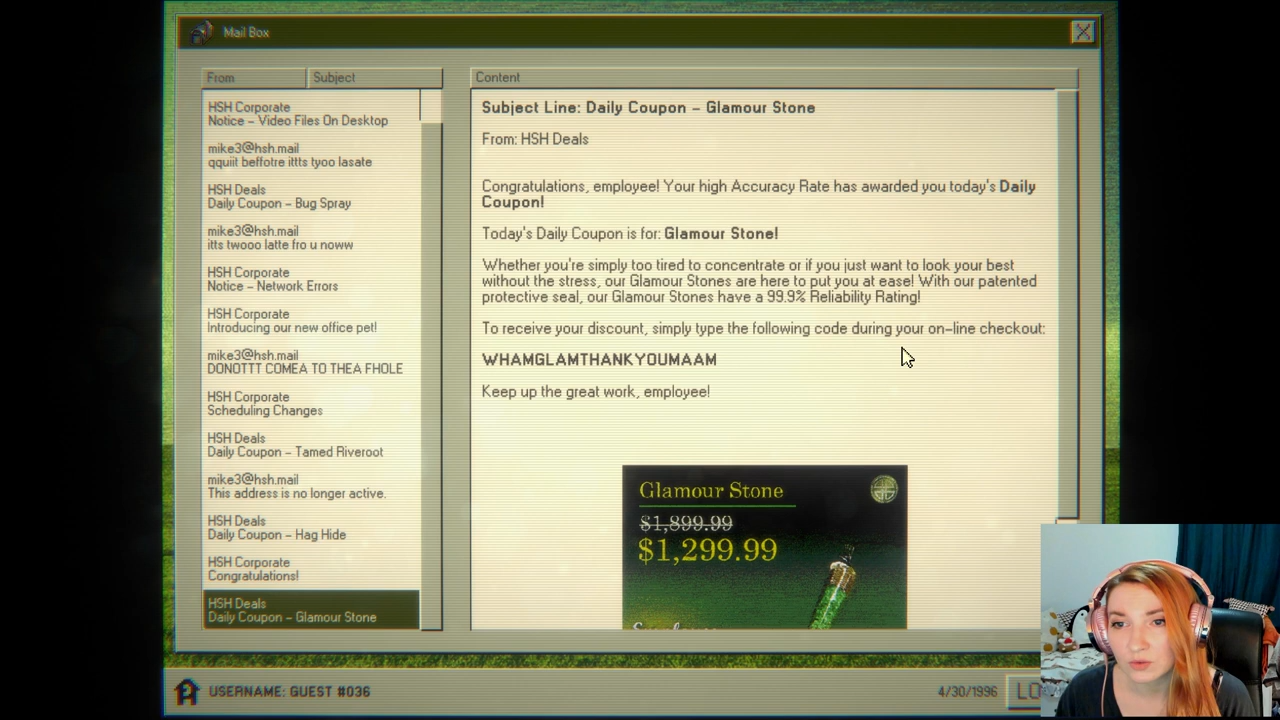 Mail Box
From
Subject
Content
HSH Corporate
Notice - Video Files On Desktop
mike3@hsh.mail
qquiit beffotre ittts tyoo lasate
HSH Deals
Daily Coupon - Bug Spray
mike3@hsh.mail
itts twooo latte fro u noww
HSH Corporate
Notice - Network Errors
HSH Corporate
Introducing our new office pet!
mike3@hsh.mail
DONOTTT COMEA TO THEA FHOLE
HSH Corporate
Scheduling Changes
HSH Deals
Daily Coupon - Tamed Riveroot
mike3@hsh.mail
This address is no longer active.
HSH Deals
Daily Coupon - Hag Hide
HSH Corporate
Congratulations!
HSH Deals
Daily Coupon - Glamour Stone
Subject Line: Daily Coupon - Glamour Stone
From: HSH Deals
Congratulations, employee! Your high Accuracy Rate has awarded you today's Daily
Coupon!
Today's Daily Coupon is for: Glamour Stone!
Whether you're simply too tired to concentrate or if you just want to look your best
without the stress, our Glamour Stones are here to put you at ease! With our patented
protective seal, our Glamour Stones have a 99.9% Reliability Rating!
To receive your discount, simply type the following code during your on-line checkout:
WHAMGLAMTHANKYOUMAAM
Keep up the great work, employee!
Glamour Stone
$1,899.99
$1,299.99
USERNAME: GUEST #036
4/30/1996